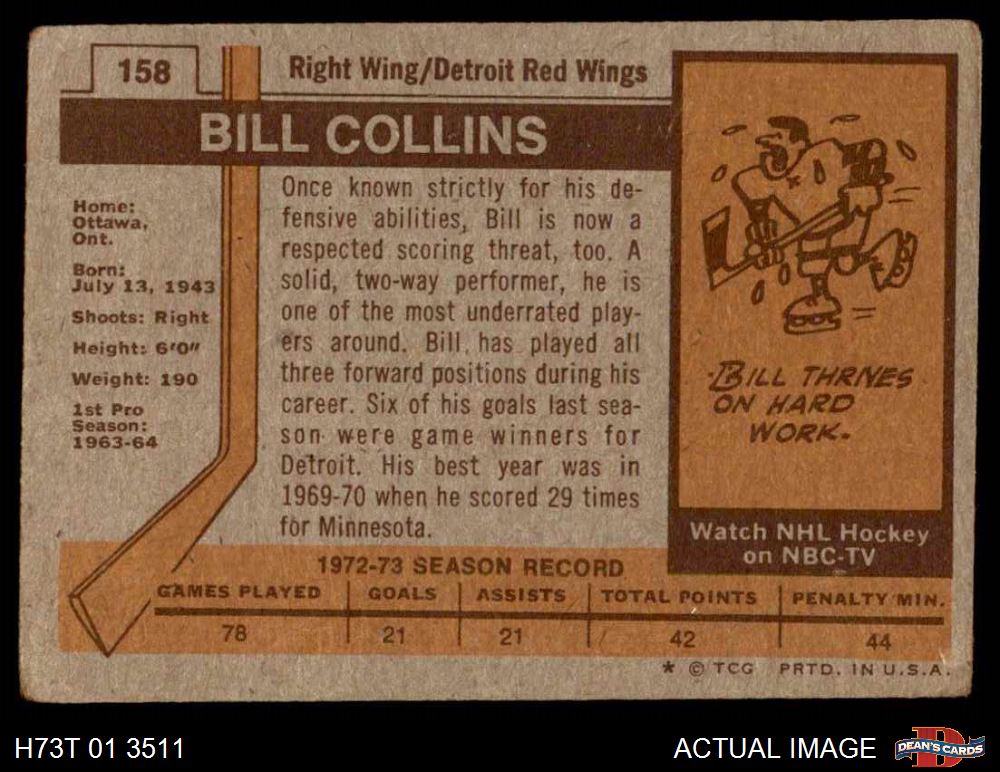 158
Right Wing/Detroit Red Wings
BILL COLLINS
Home:
Ottawa,
Ont.
Born:
July 13, 1943
Shoots: Right
Height: 6'0"
Weight: 190
1st Pro
Season:
1963-64
Once known strictly for his de-
fensive abilities, Bill is now a
respected scoring threat, too. A
solid, two-way performer, he is
one of the most underrated play-
ers around. Bill has played all
three forward positions during his
career. Six of his goals last sea-
son were game winners for
Detroit. His best year was in
1969-70 when he scored 29 times
for Minnesota.
BILL THRIVES
ON HARD
WORK.
Watch NHL Hockey
on NBC-TV
1972-73 SEASON RECORD
GAMES PLAYED GOALS ASSISTS TOTAL POINTS PENALTY MIN.
78 21 21 42 44
* © TCG PRTD. IN U.S.A.
H73T 01 3511
ACTUAL IMAGE
D
DEAN'S CARDS